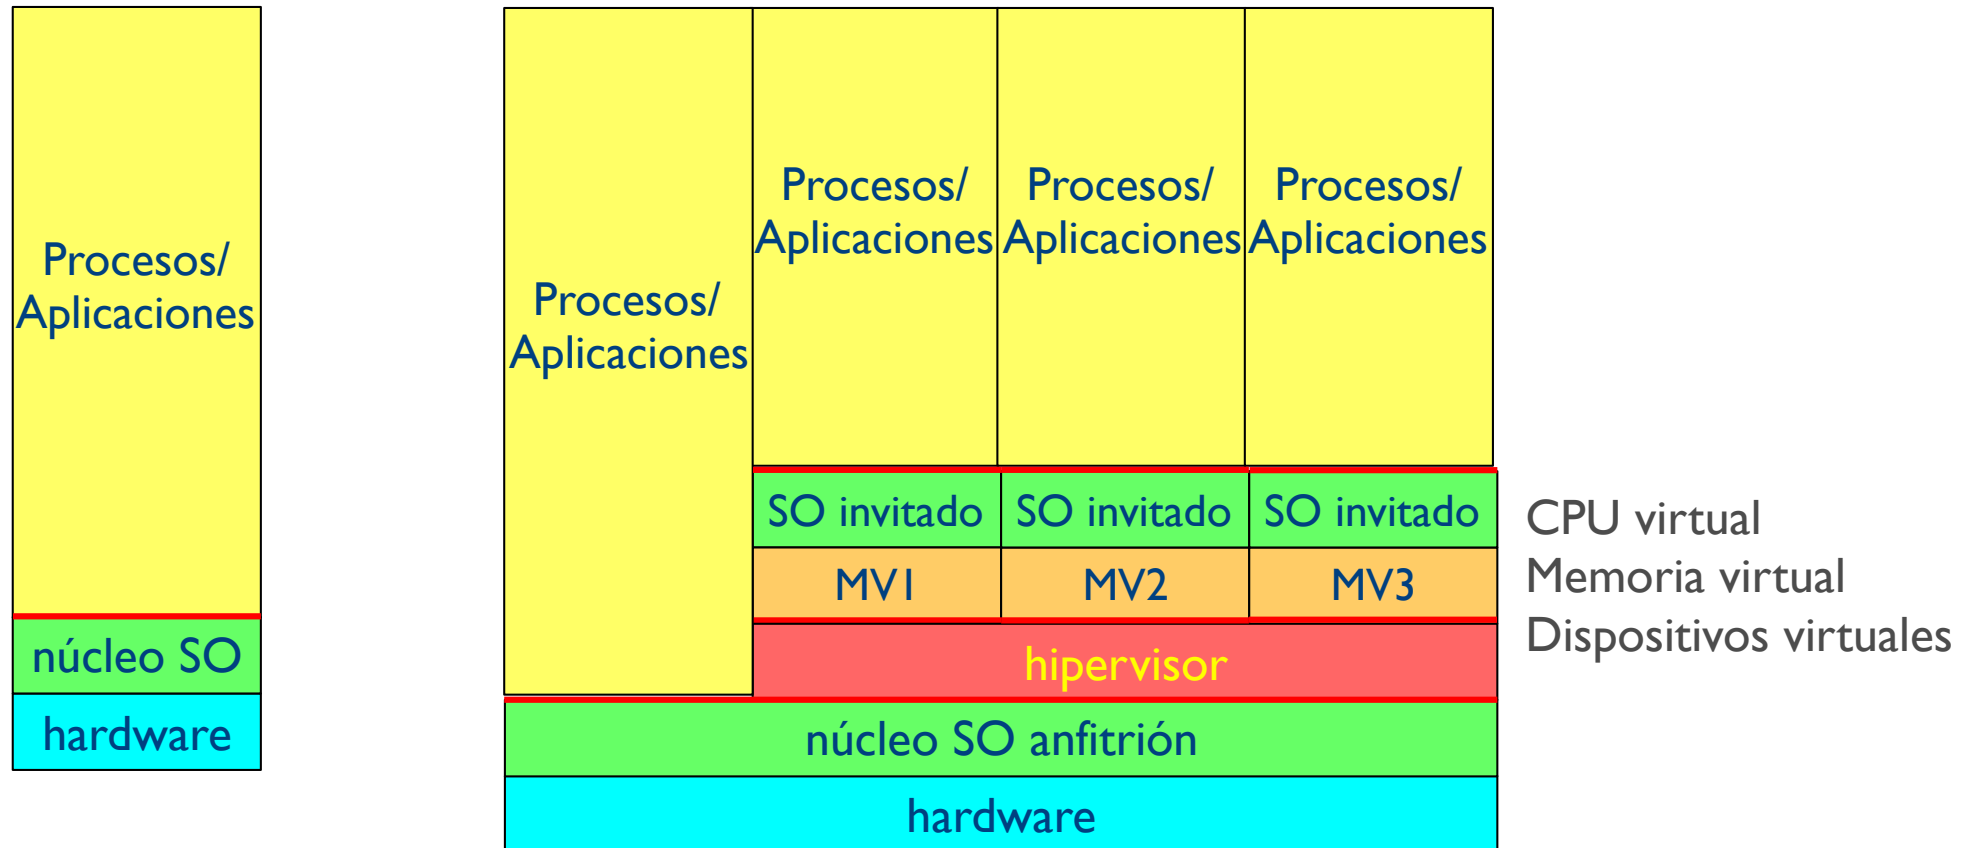 Procesos/
Aplicaciones
núcleo SO
hardware
Procesos/
Aplicaciones
Procesos/
Aplicaciones
Procesos/
Aplicaciones
Procesos/
Aplicaciones
SO invitado
SO invitado
SO invitado
MV1
MV2
MV3
hipervisor
núcleo SO anfitrión
hardware
CPU virtual
Memoria virtual
Dispositivos virtuales